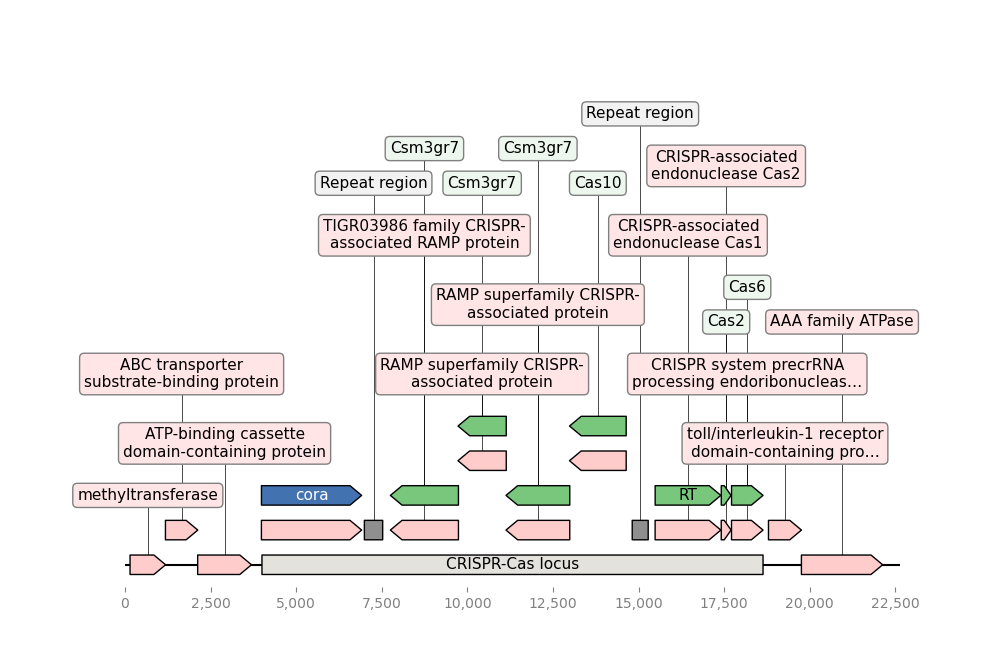 Repeat region
Csm3gr7
Csm3gr7
CRISPR-associated
endonuclease Cas2
Repeat region
Csm3gr7
Cas10
TIGR03986 family CRISPR-
associated RAMP protein
CRISPR-associated
endonuclease Cas1
Cas6
RAMP superfamily CRISPR-
associated protein
Cas2
AAA family ATPase
ABC transporter
substrate-binding protein
RAMP superfamily CRISPR-
associated protein
CRISPR system precrRNA
processing endoribonucleas...
ATP-binding cassette
domain-containing protein
toll/interleukin-1 receptor
domain-containing pro...
methyltransferase
cora
RT
CRISPR-Cas locus
0
2,500
5,000
7,500
10,000
12,500
15,000
17,500
20,000
22,500